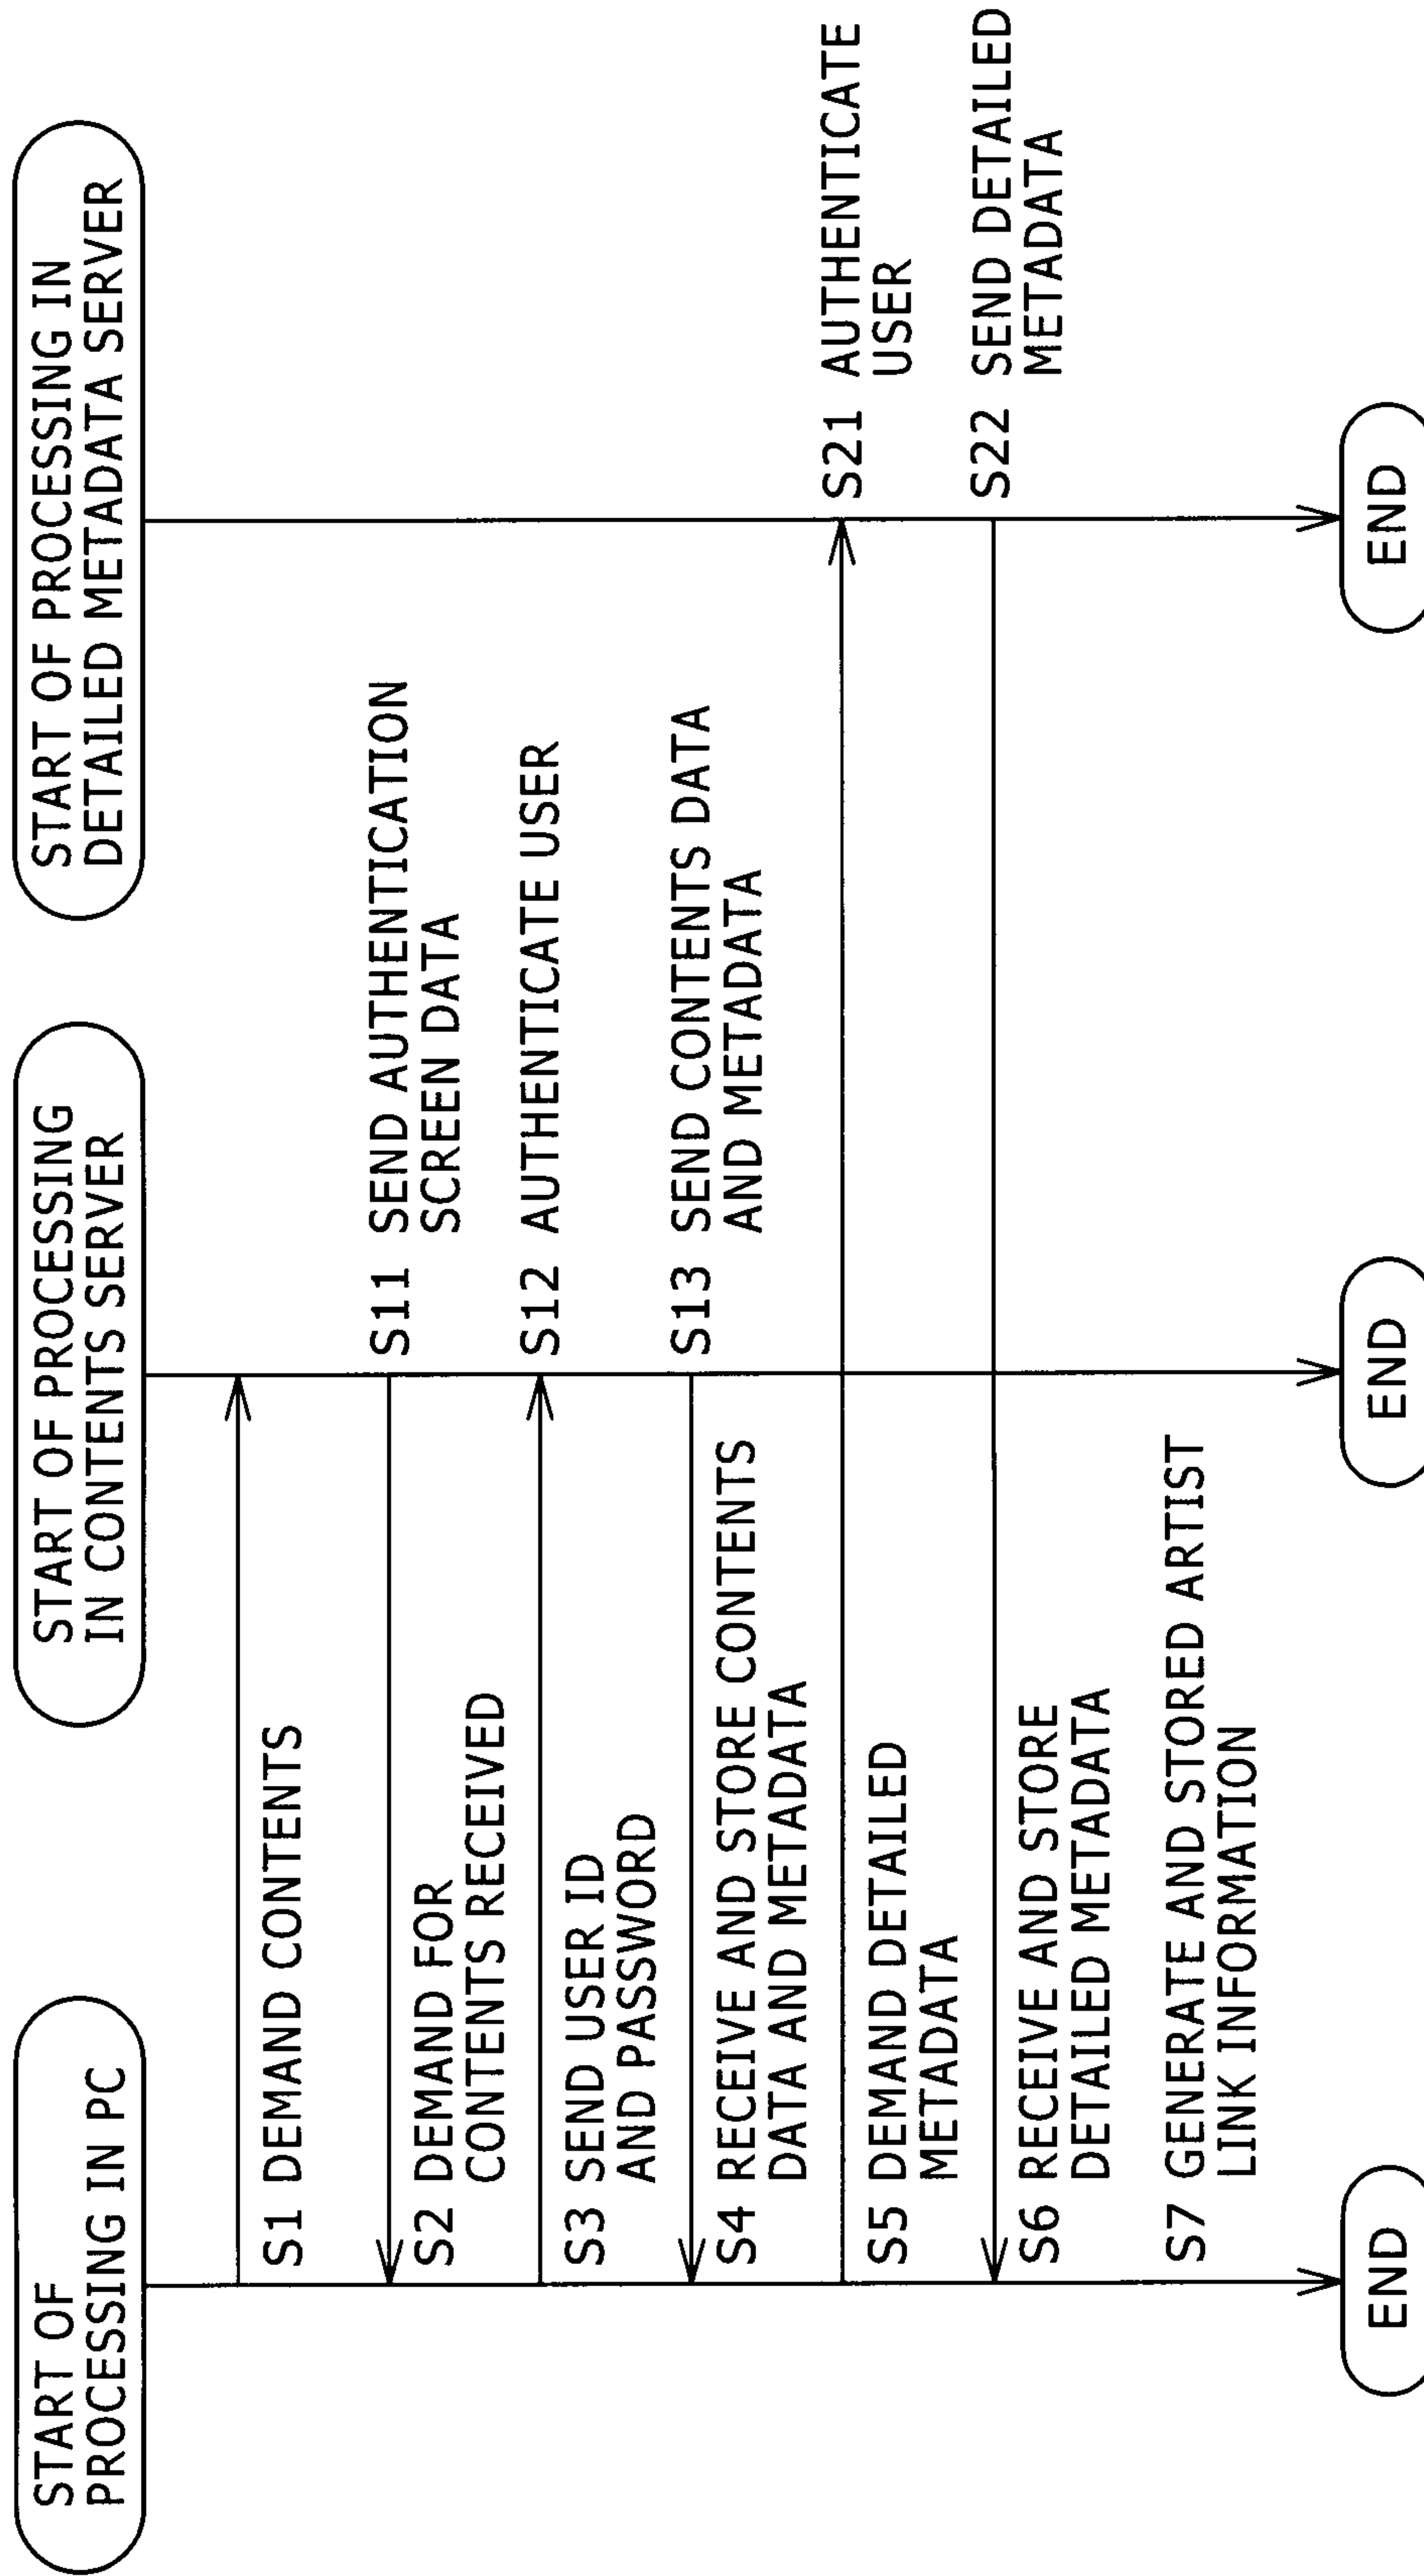 START OF
PROCESSING IN PC
START OF PROCESSING
IN CONTENTS SERVER
START OF PROCESSING IN
DETAILED METADATA SERVER
S1 DEMAND CONTENTS
S11 SEND AUTHENTICATION
SCREEN DATA
S2 DEMAND FOR
CONTENTS RECEIVED
S12 AUTHENTICATE USER
S3 SEND USER ID
AND PASSWORD
S13 SEND CONTENTS DATA
AND METADATA
S4 RECEIVE AND STORE CONTENTS
DATA AND METADATA
S21 AUTHENTICATE
USER
S5 DEMAND DETAILED
METADATA
S22 SEND DETAILED
METADATA
S6 RECEIVE AND STORE
DETAILED METADATA
S7 GENERATE AND STORED ARTIST
LINK INFORMATION
END
END
END